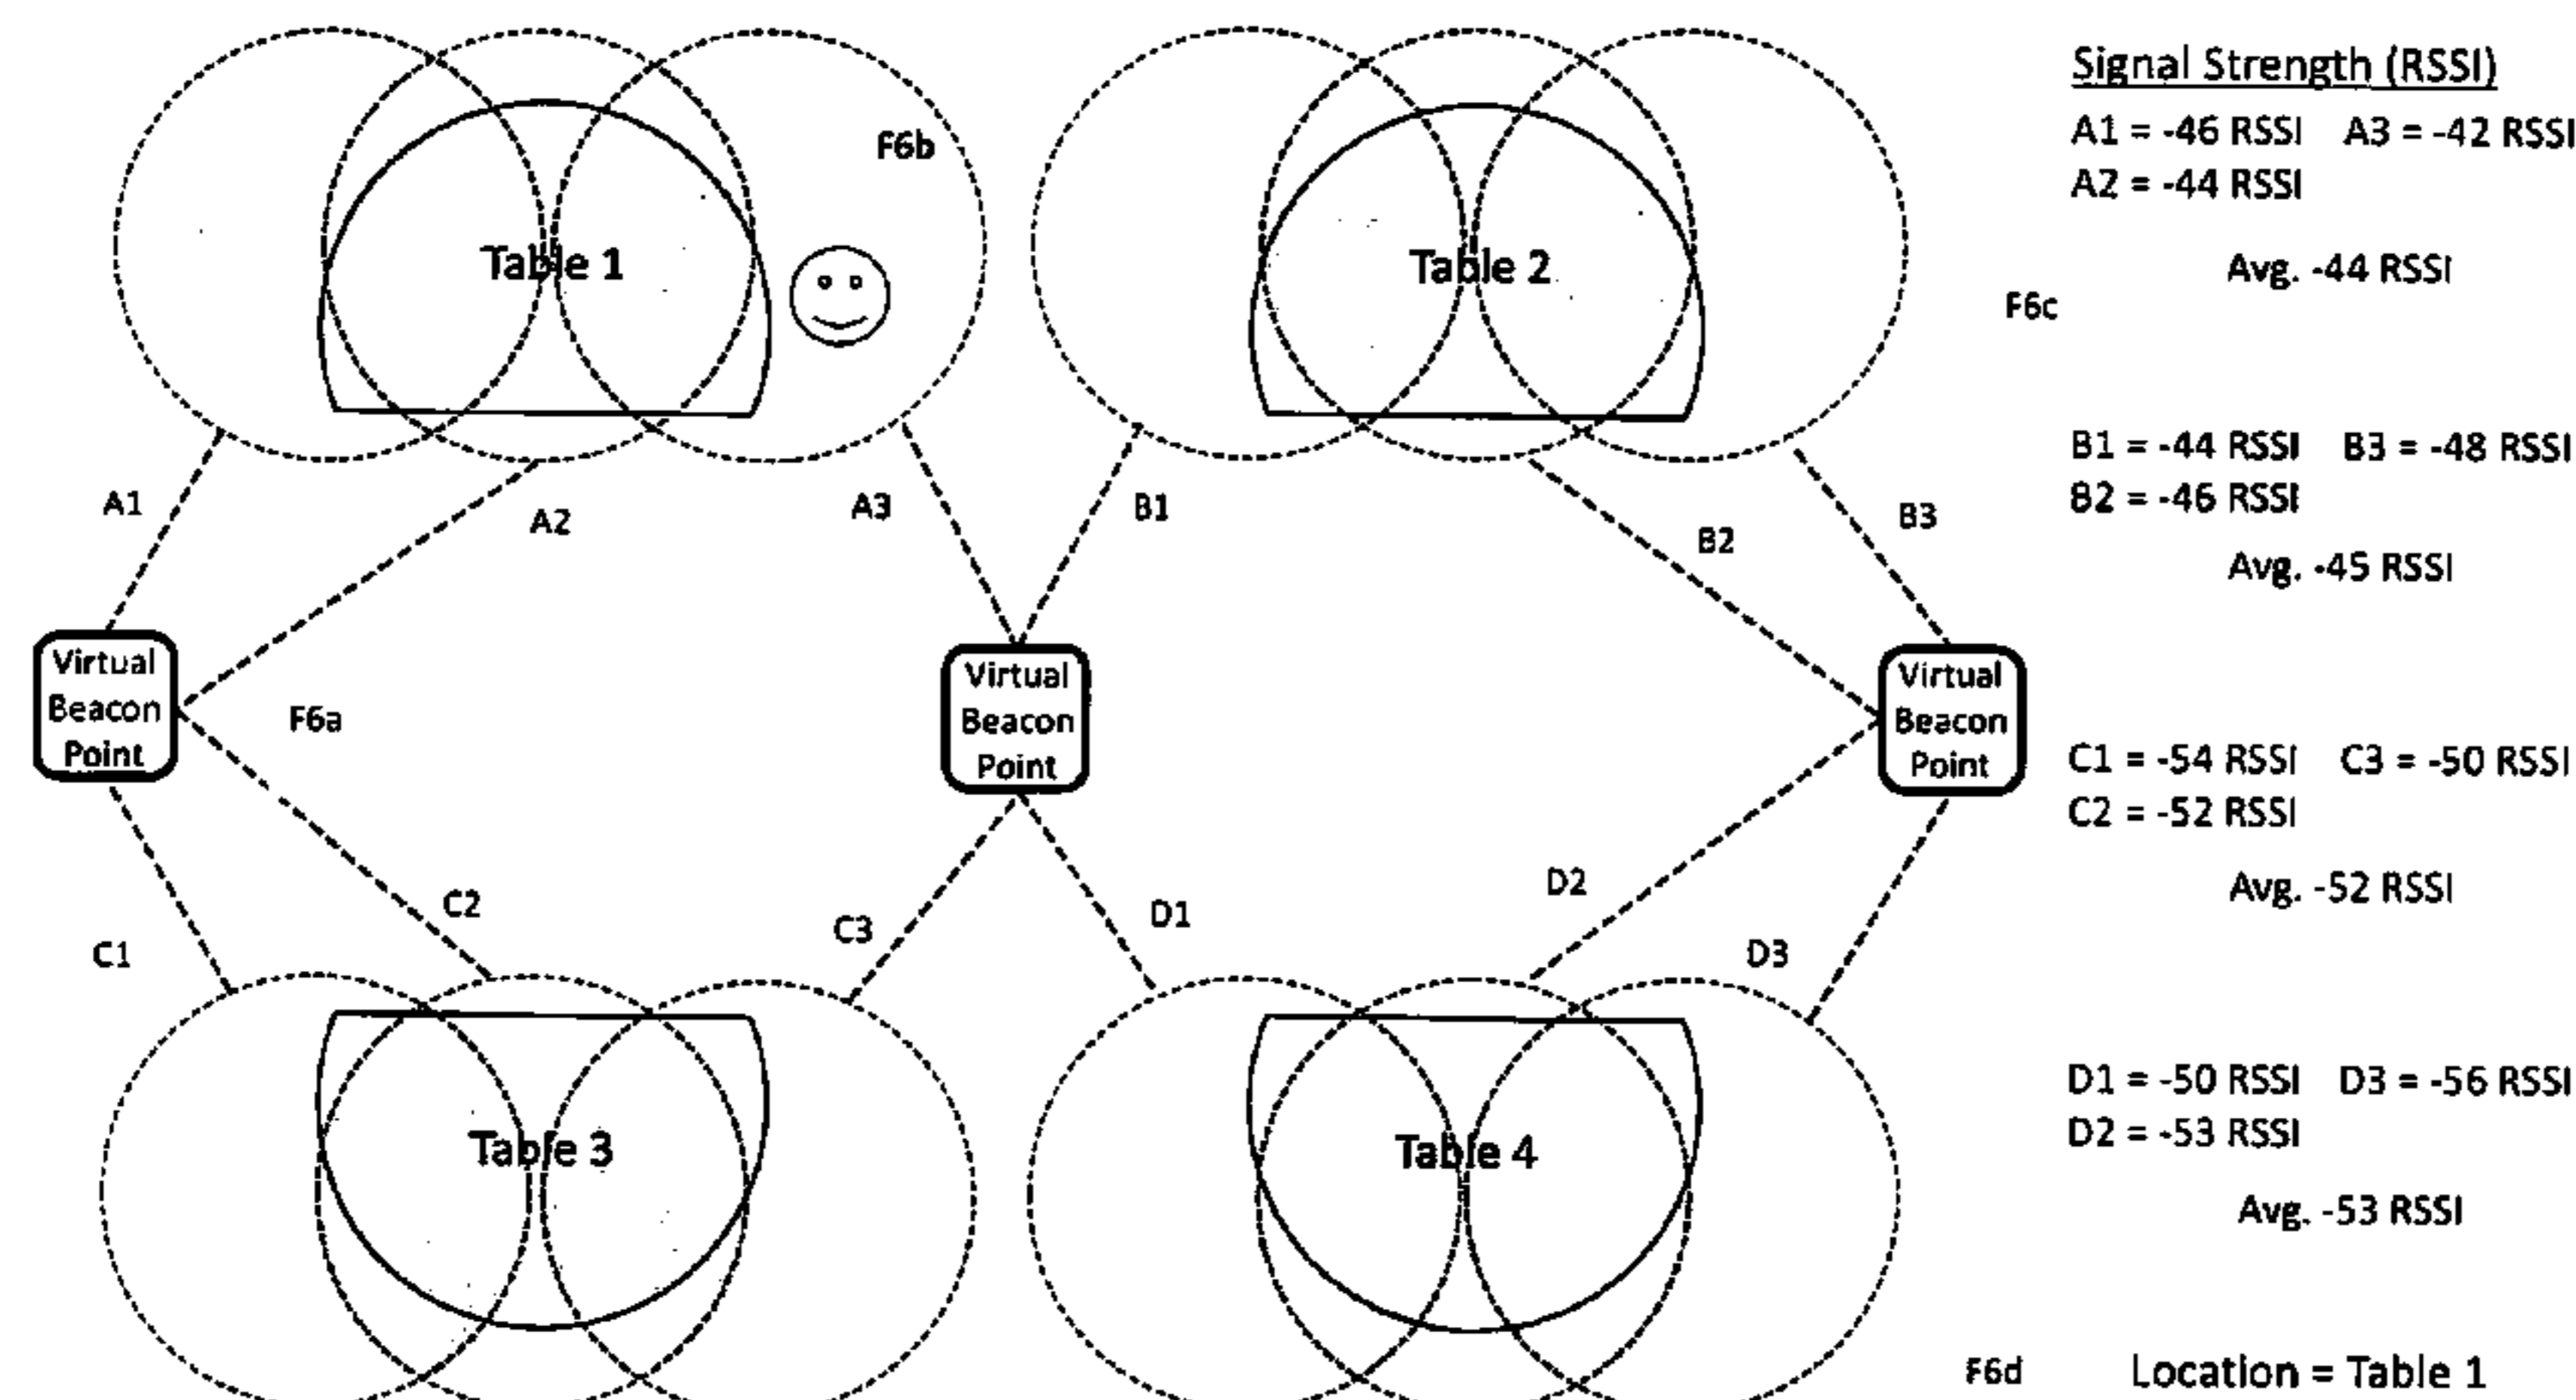 Signal Strength (RSSI)
A1 = -46 RSSI A3 = -42 RSSI
A2 = -44 RSSI
Avg. -44 RSSI
F6b
Table 1
Table 2
F6c
B1 = -44 RSSI B3 = -48 RSSI
B2 = -46 RSSI
Avg. -45 RSSI
A1
A2
A3
B1
B2
B3
Virtual
Beacon
Point
F6a
Virtual
Beacon
Point
Virtual
Beacon
Point
C1 = -54 RSSI C3 = -50 RSSI
C2 = -52 RSSI
Avg. -52 RSSI
C1
C2
C3
D1
D2
D3
D1 = -50 RSSI D3 = -56 RSSI
D2 = -53 RSSI
Avg. -53 RSSI
Table 3
Table 4
F6d
Location = Table 1